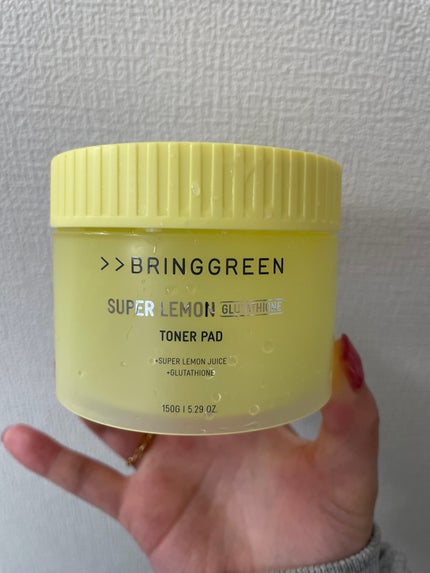 >>BRINGGREEN
SUPER LEMON GLUTATHIONE
TONER PAD
+SUPER LEMON JUICE
+GLUTATHIONE
150G | 5.29 OZ.